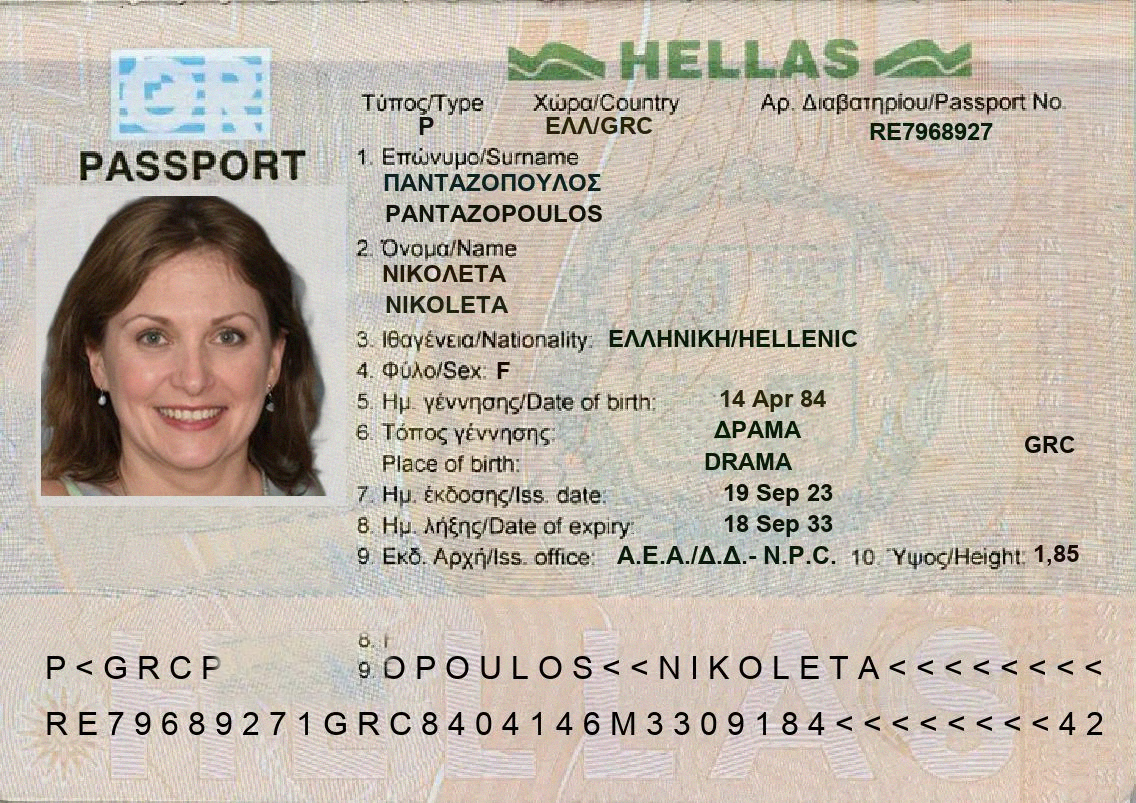 HELLAS
GR
PASSPORT
Τύπος/Type Χώρα/Country Αρ. Διαβατηρίου/Passport No.
P ΕΛΛ/GRC RE7968927
1. Επώνυμο/Surname
ΠΑΝΤΑΖΟΠΟΥΛΟΣ
PANTAZOPOULOS
2. Όνομα/Name
ΝΙΚΟΛΕΤΑ
NIKOLETA
3. Ιθαγένεια/Nationality: ΕΛΛΗΝΙΚΗ/HELLENIC
4. Φύλο/Sex: F
5. Ημ. γέννησης/Date of birth: 14 Apr 84
6. Τόπος γέννησης: ΔΡΑΜΑ
GRC
Place of birth: DRAMA
7. Ημ. έκδοσης/Iss. date: 19 Sep 23
8. Ημ. λήξης/Date of expiry: 18 Sep 33
9 Εκδ. Αρχή/Iss. office: Α.Ε.Α./Δ.Δ.- N.P.C. 10. Ύψος/Height: 1,85
8.
P<GRCP 9 OPOULOS<<NIKOLETA<<<<<<<<
RE79689271GRC8404146M3309184<<<<<<<<42
HELLAS